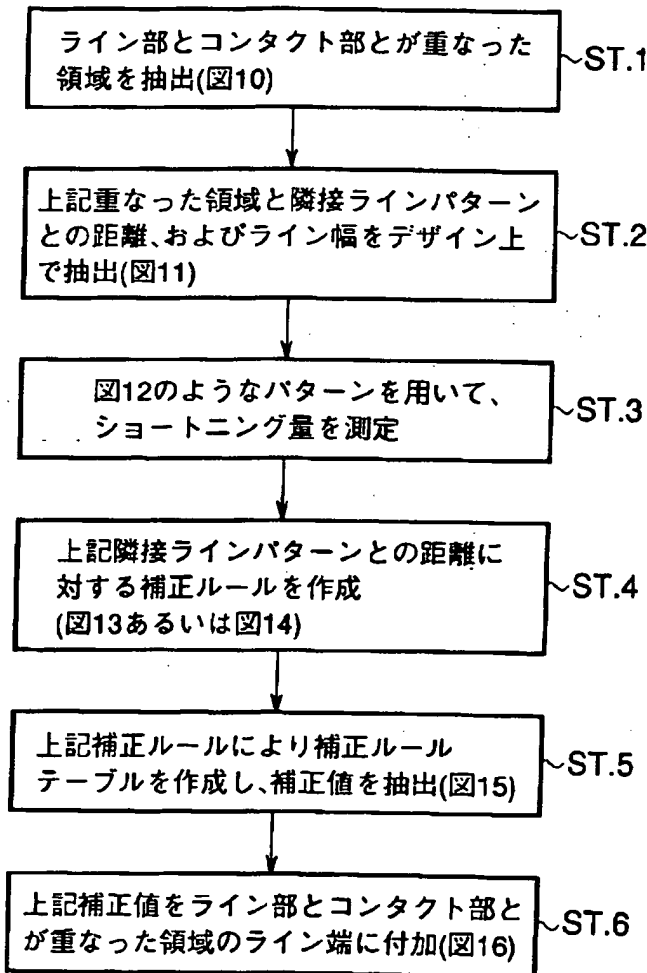 ライン部とコンタクト部とが重なった
領域を抽出(図10)
~ST.1
上記重なった領域と隣接ラインパターン
との距離、およびライン幅をデザイン上
で抽出(図11)
~ST.2
図12のようなパターンを用いて、
ショートニング量を測定
~ST.3
上記隣接ラインパターンとの距離に
対する補正ルールを作成
(図13あるいは図14)
~ST.4
上記補正ルールにより補正ルール
テーブルを作成し、補正値を抽出(図15)
~ST.5
上記補正値をライン部とコンタクト部と
が重なった領域のライン端に付加(図16)
~ST.6